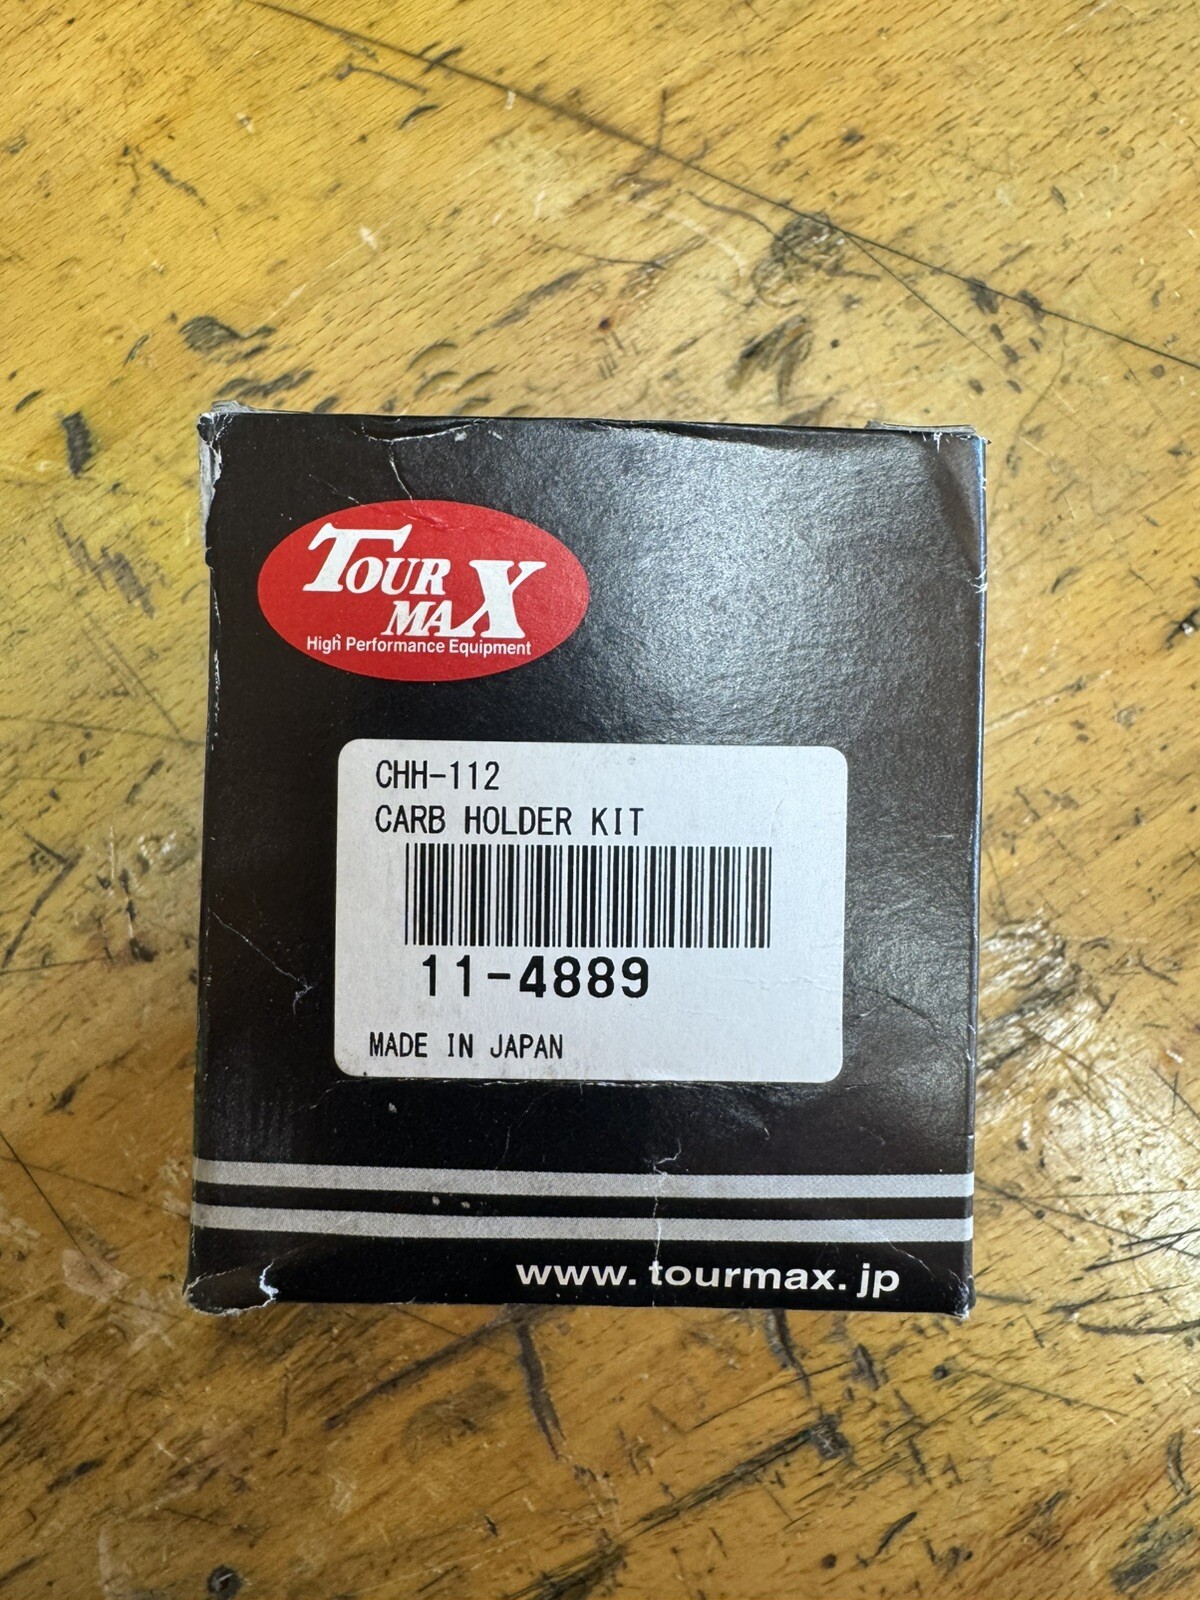 TOUR
MAX
High Performance Equipment
CHH-112
CARB HOLDER KIT
11-4889
MADE IN JAPAN
www.tourmax.jp